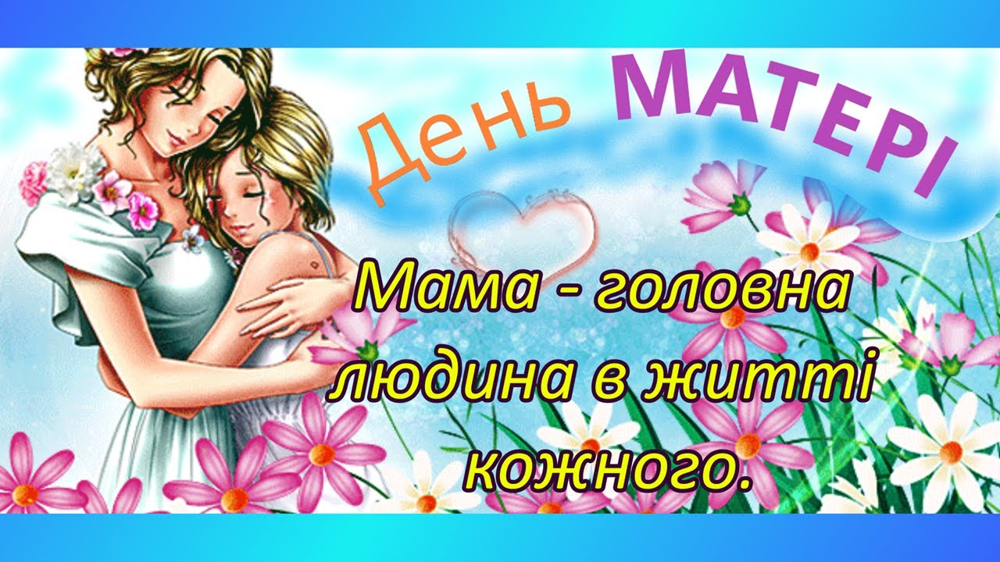 День МАТЕРІ
Мама - головна
людина в житті
кожного.